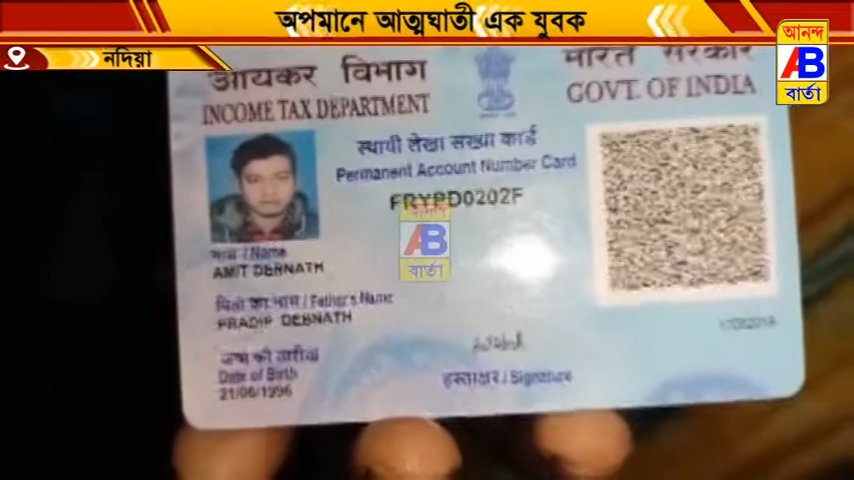 অপমানে আত্মঘাতী এক যুবক
নদিয়া
আনন্দ
AB
বার্তা
आयकर विभाग
INCOME TAX DEPARTMENT
भारत सरकार
GOVT. OF INDIA
स्थायी लेखा संख्या कार्ड
Permanent Account Number Card
FRYPD0202F
আনন্দ
AB
বার্তা
नाम / Name
AMIT DEBNATH
पिता का नाम / Father's Name
PRADIP DEBNATH
जन्म की तारीख
Date of Birth
21/06/1996
हस्ताक्षर / Signature